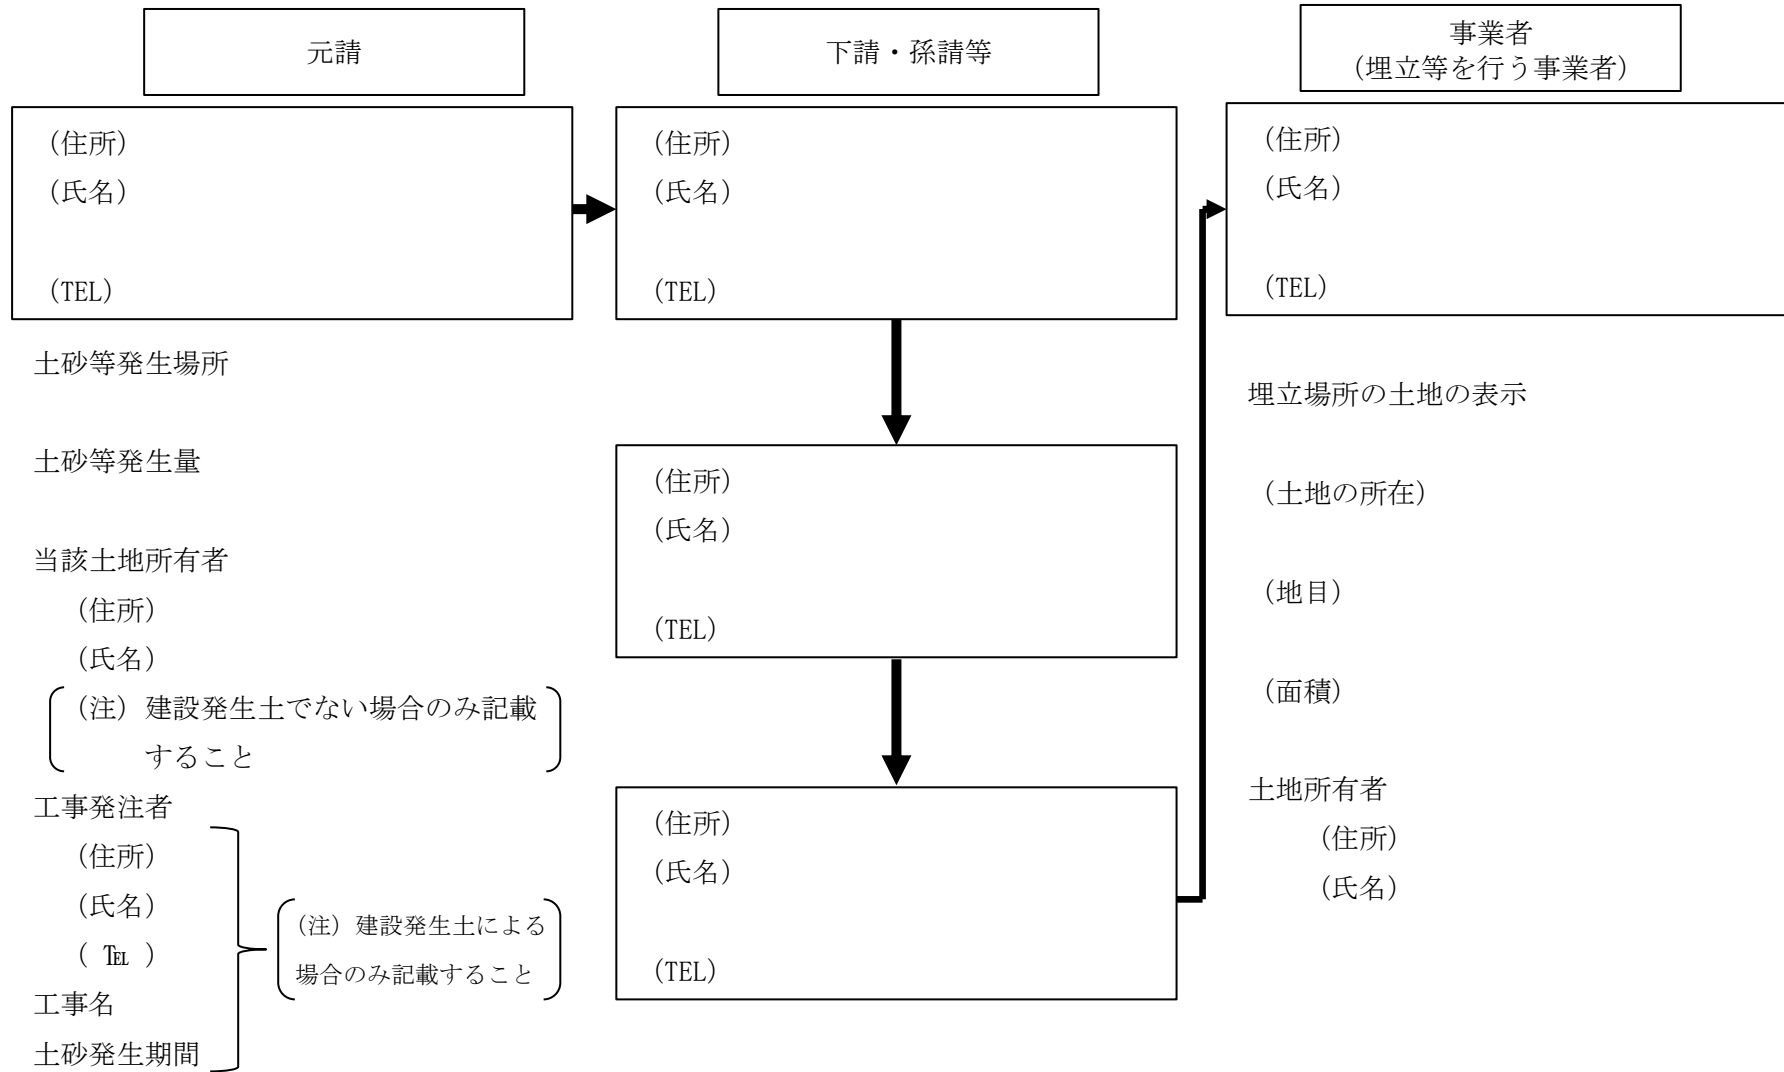 元請
(住所)
(氏名)
(TEL)
土砂等発生場所
土砂等発生量
当該土地所有者
(住所)
(氏名)
(注)建設発生土でない場合のみ記載
すること
工事発注者
(住所)
(氏名)
( ℡ )
工事名
土砂発生期間
(注)建設発生土による
場合のみ記載すること
下請・孫請等
(住所)
(氏名)
(TEL)
(住所)
(氏名)
(TEL)
(住所)
(氏名)
(TEL)
事業者
(埋立等を行う事業者)
(住所)
(氏名)
(TEL)
埋立場所の土地の表示
(土地の所在)
(地目)
(面積)
土地所有者
(住所)
(氏名)